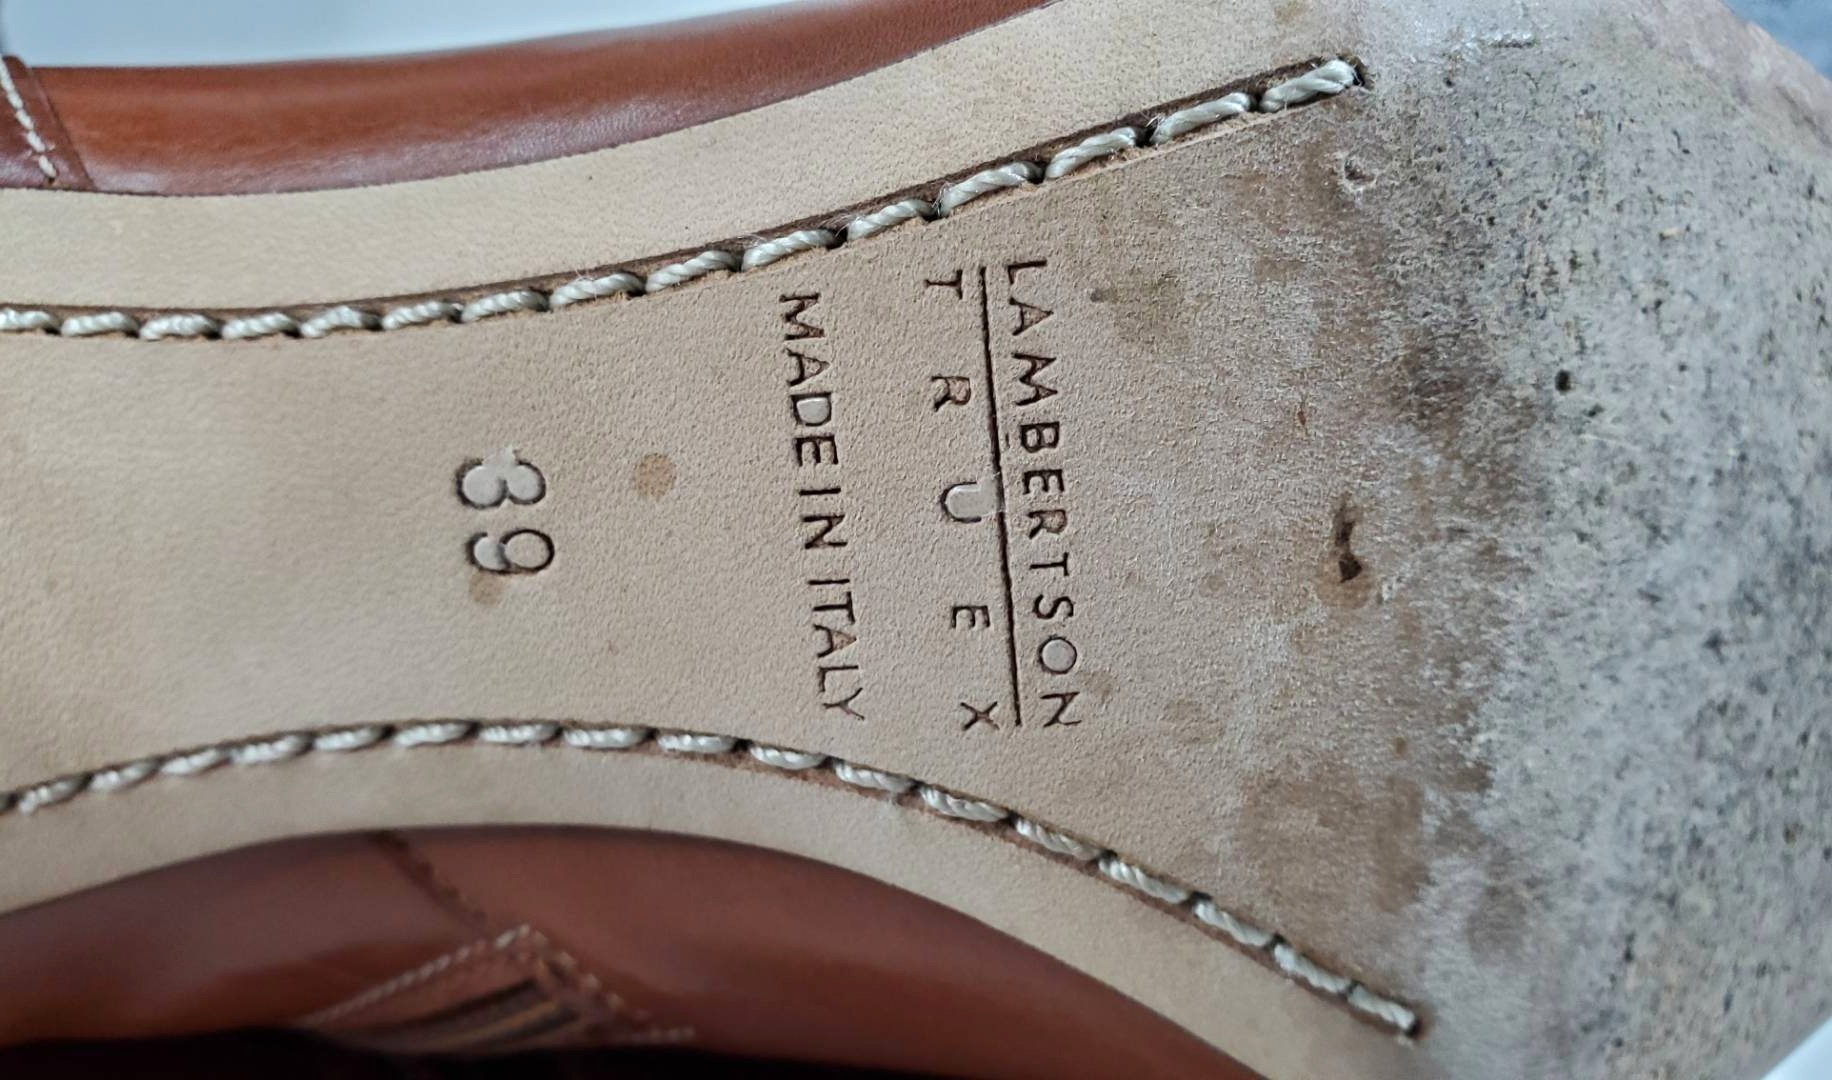 LAMBERTSON
TRUEX
MADE IN ITALY
39